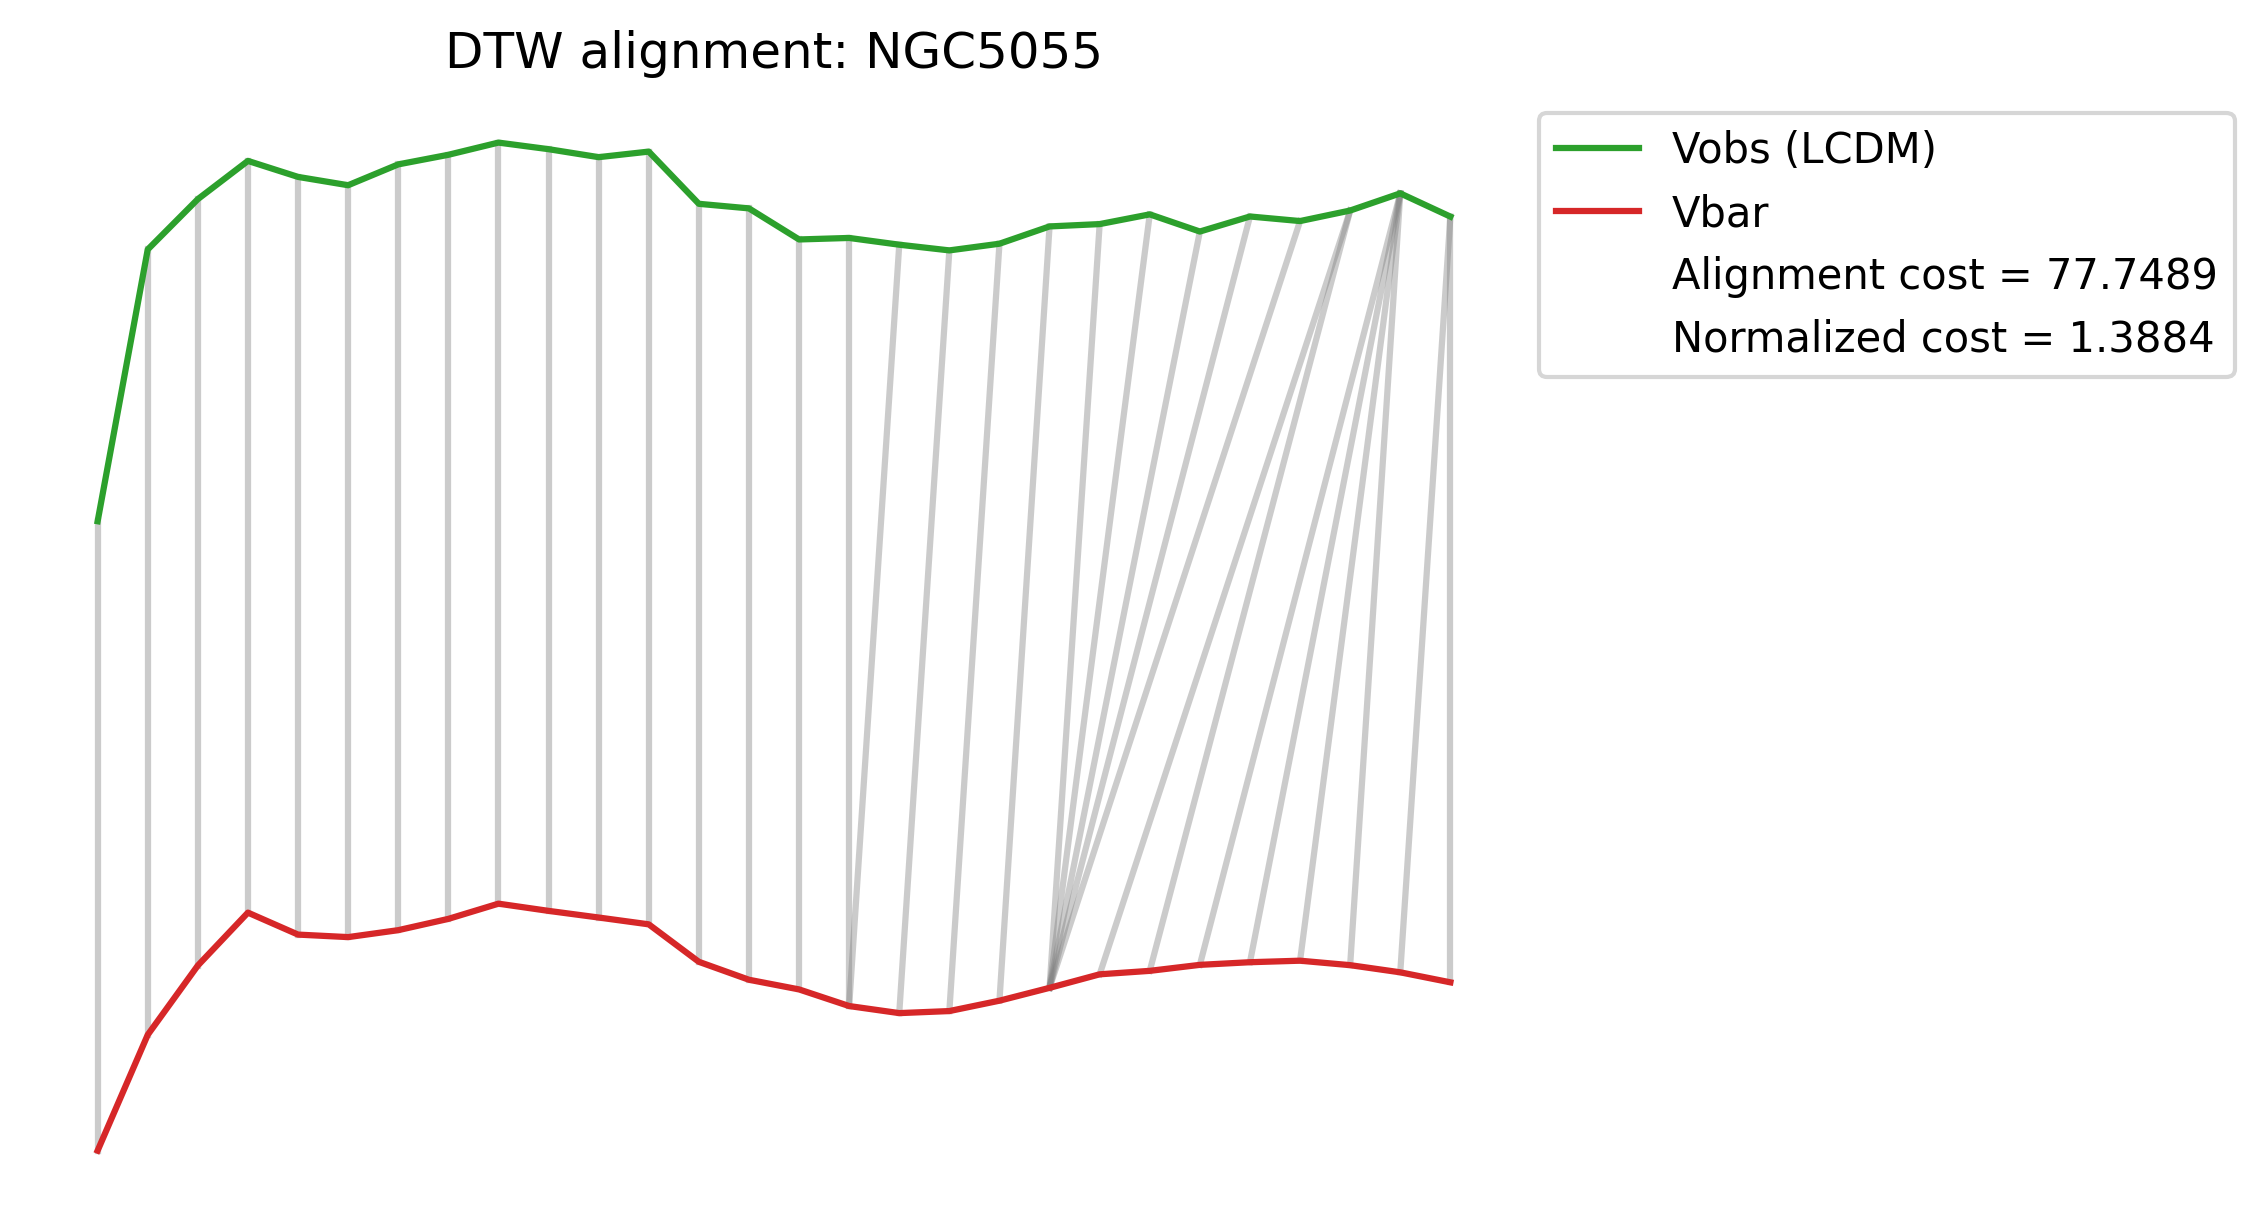 DTW alignment: NGC5055
Vobs (LCDM)
Vbar
Alignment cost = 77.7489
Normalized cost = 1.3884